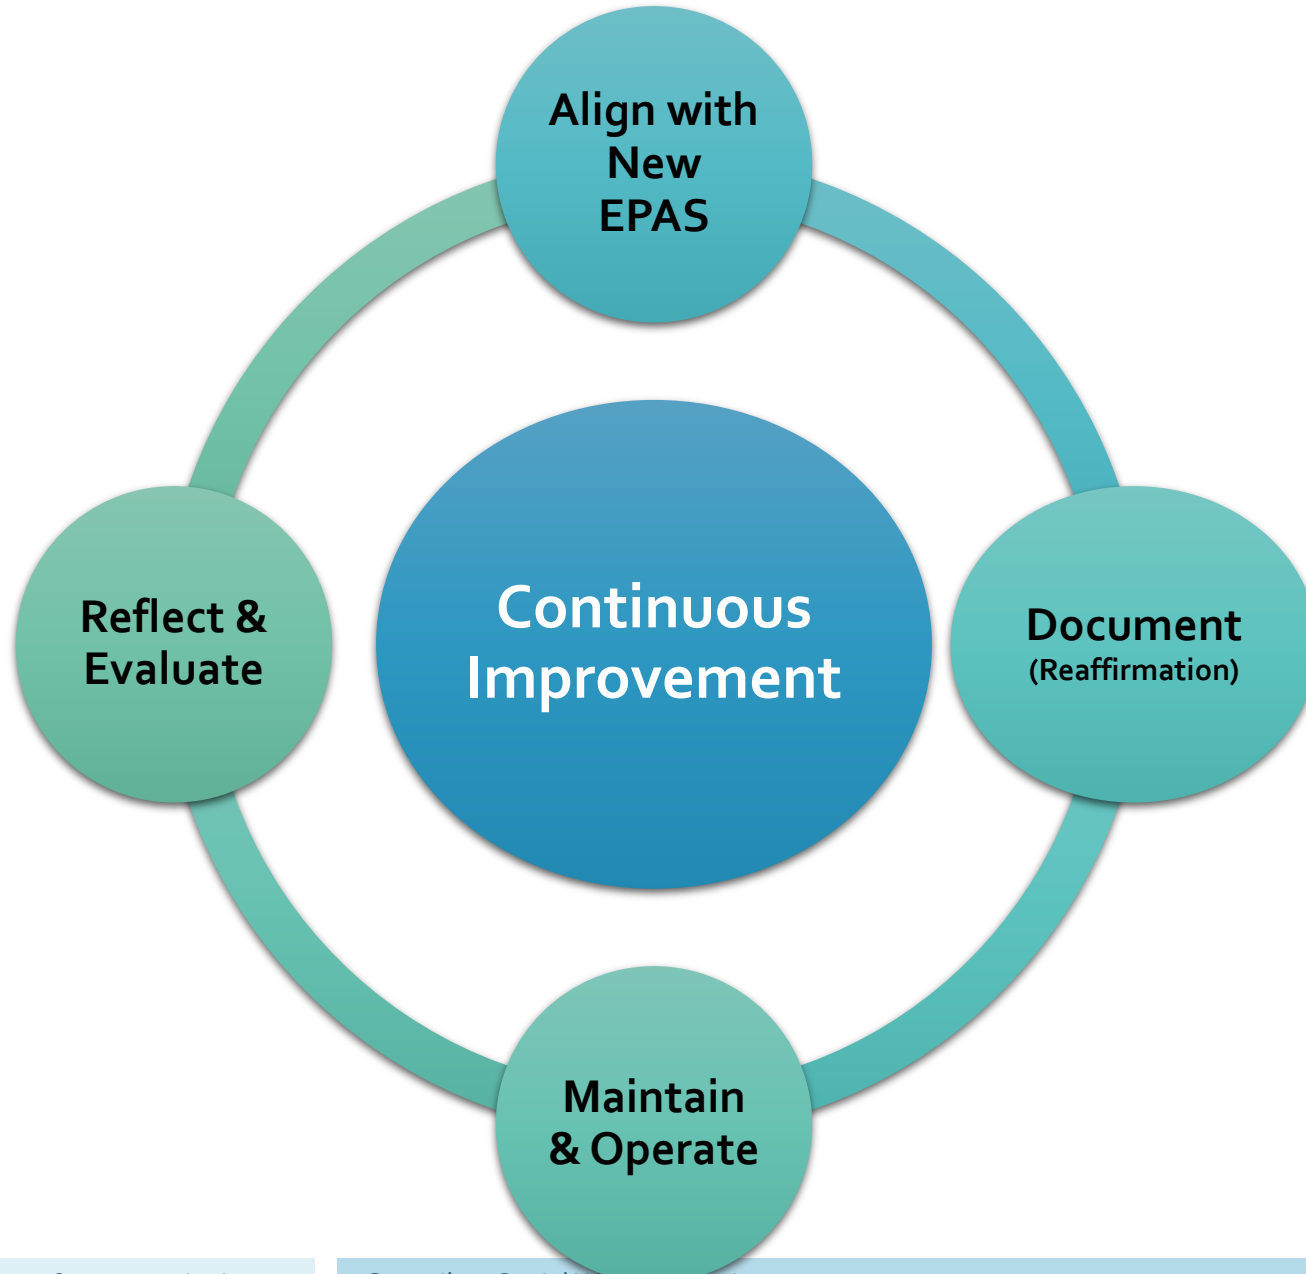 Align with
New
EPAS
Continuous
Improvement
Document
(Reaffirmation)
Reflect &
Evaluate
Maintain
& Operate